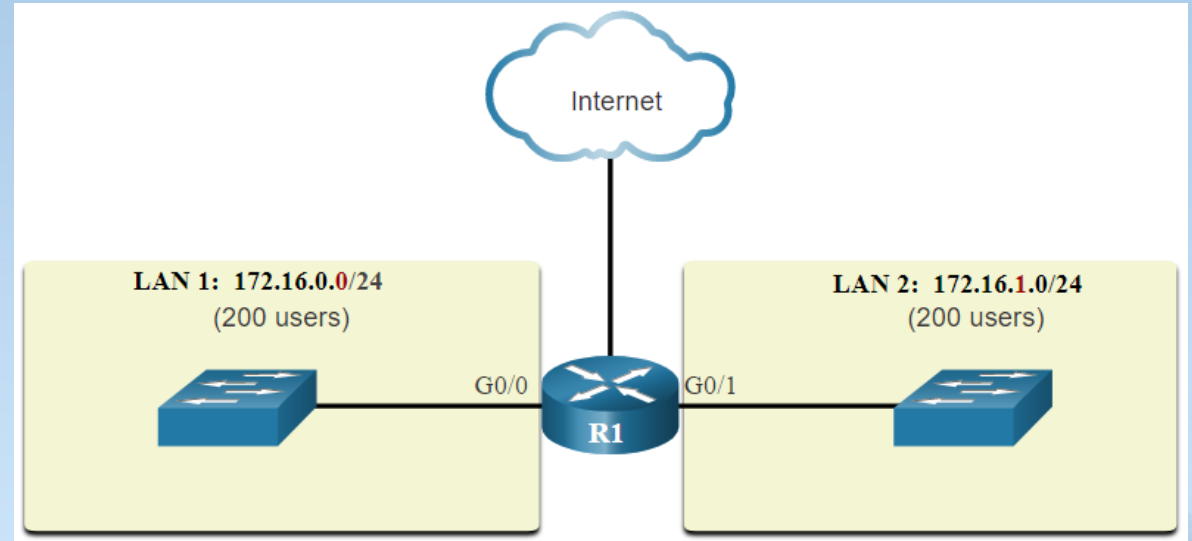 Internet
LAN 1: 172.16.0.0/24
(200 users)
LAN 2: 172.16.1.0/24
(200 users)
G0/0
G0/1
R1